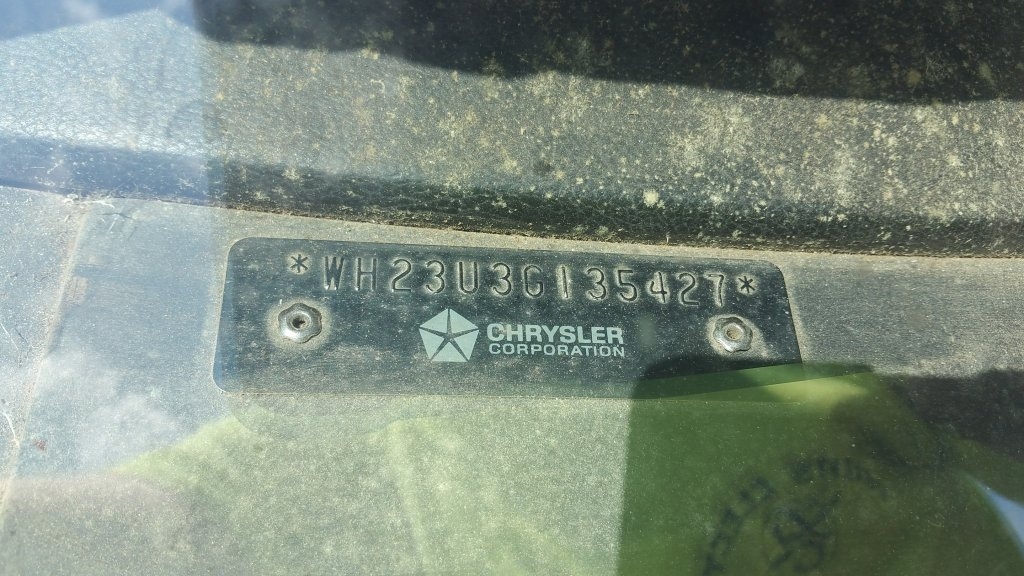 *WH23U3G135427*
CHRYSLER
CORPORATION